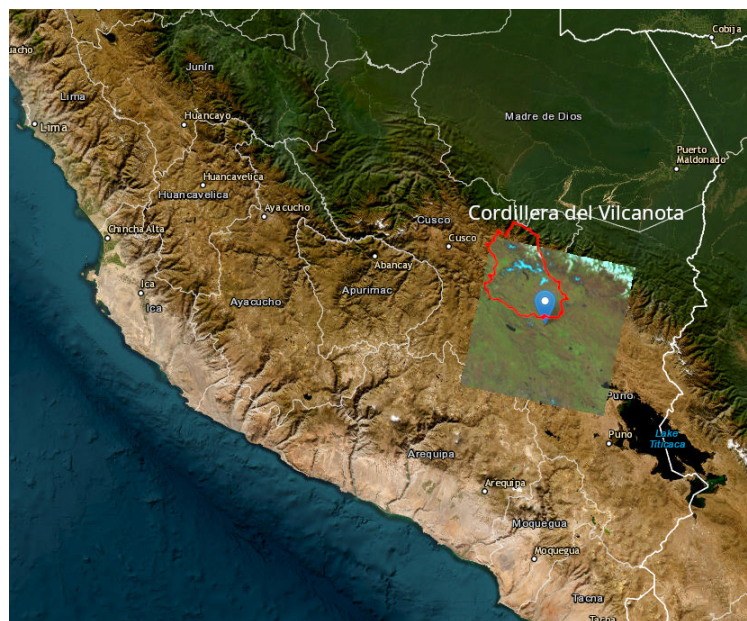 Cobija
uacho
Junín
Lima
Madre de Dios
Huancayo
Lima
Puerto
Maldonado
Huancavelica
Huancavelica
Ayacucho
Cordillera del Vilcanota
Cusco
Chincha Alta
Cusco
Abancay
Ica
Apurimac
Ayacucho
Ica
Puno
Puno
Lake
Titicaca
Arequipa
Arequipa
Moquegua
Moquegua
Tacna
Tacna